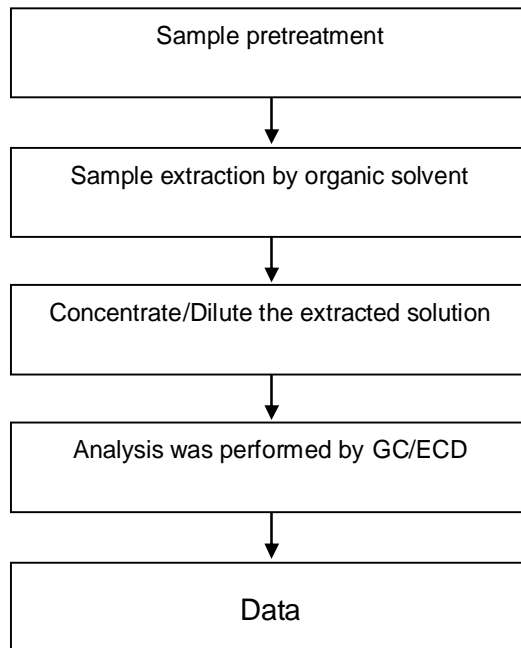 Sample pretreatment
Sample extraction by organic solvent
Concentrate/Dilute the extracted solution
Analysis was performed by GC/ECD
Data